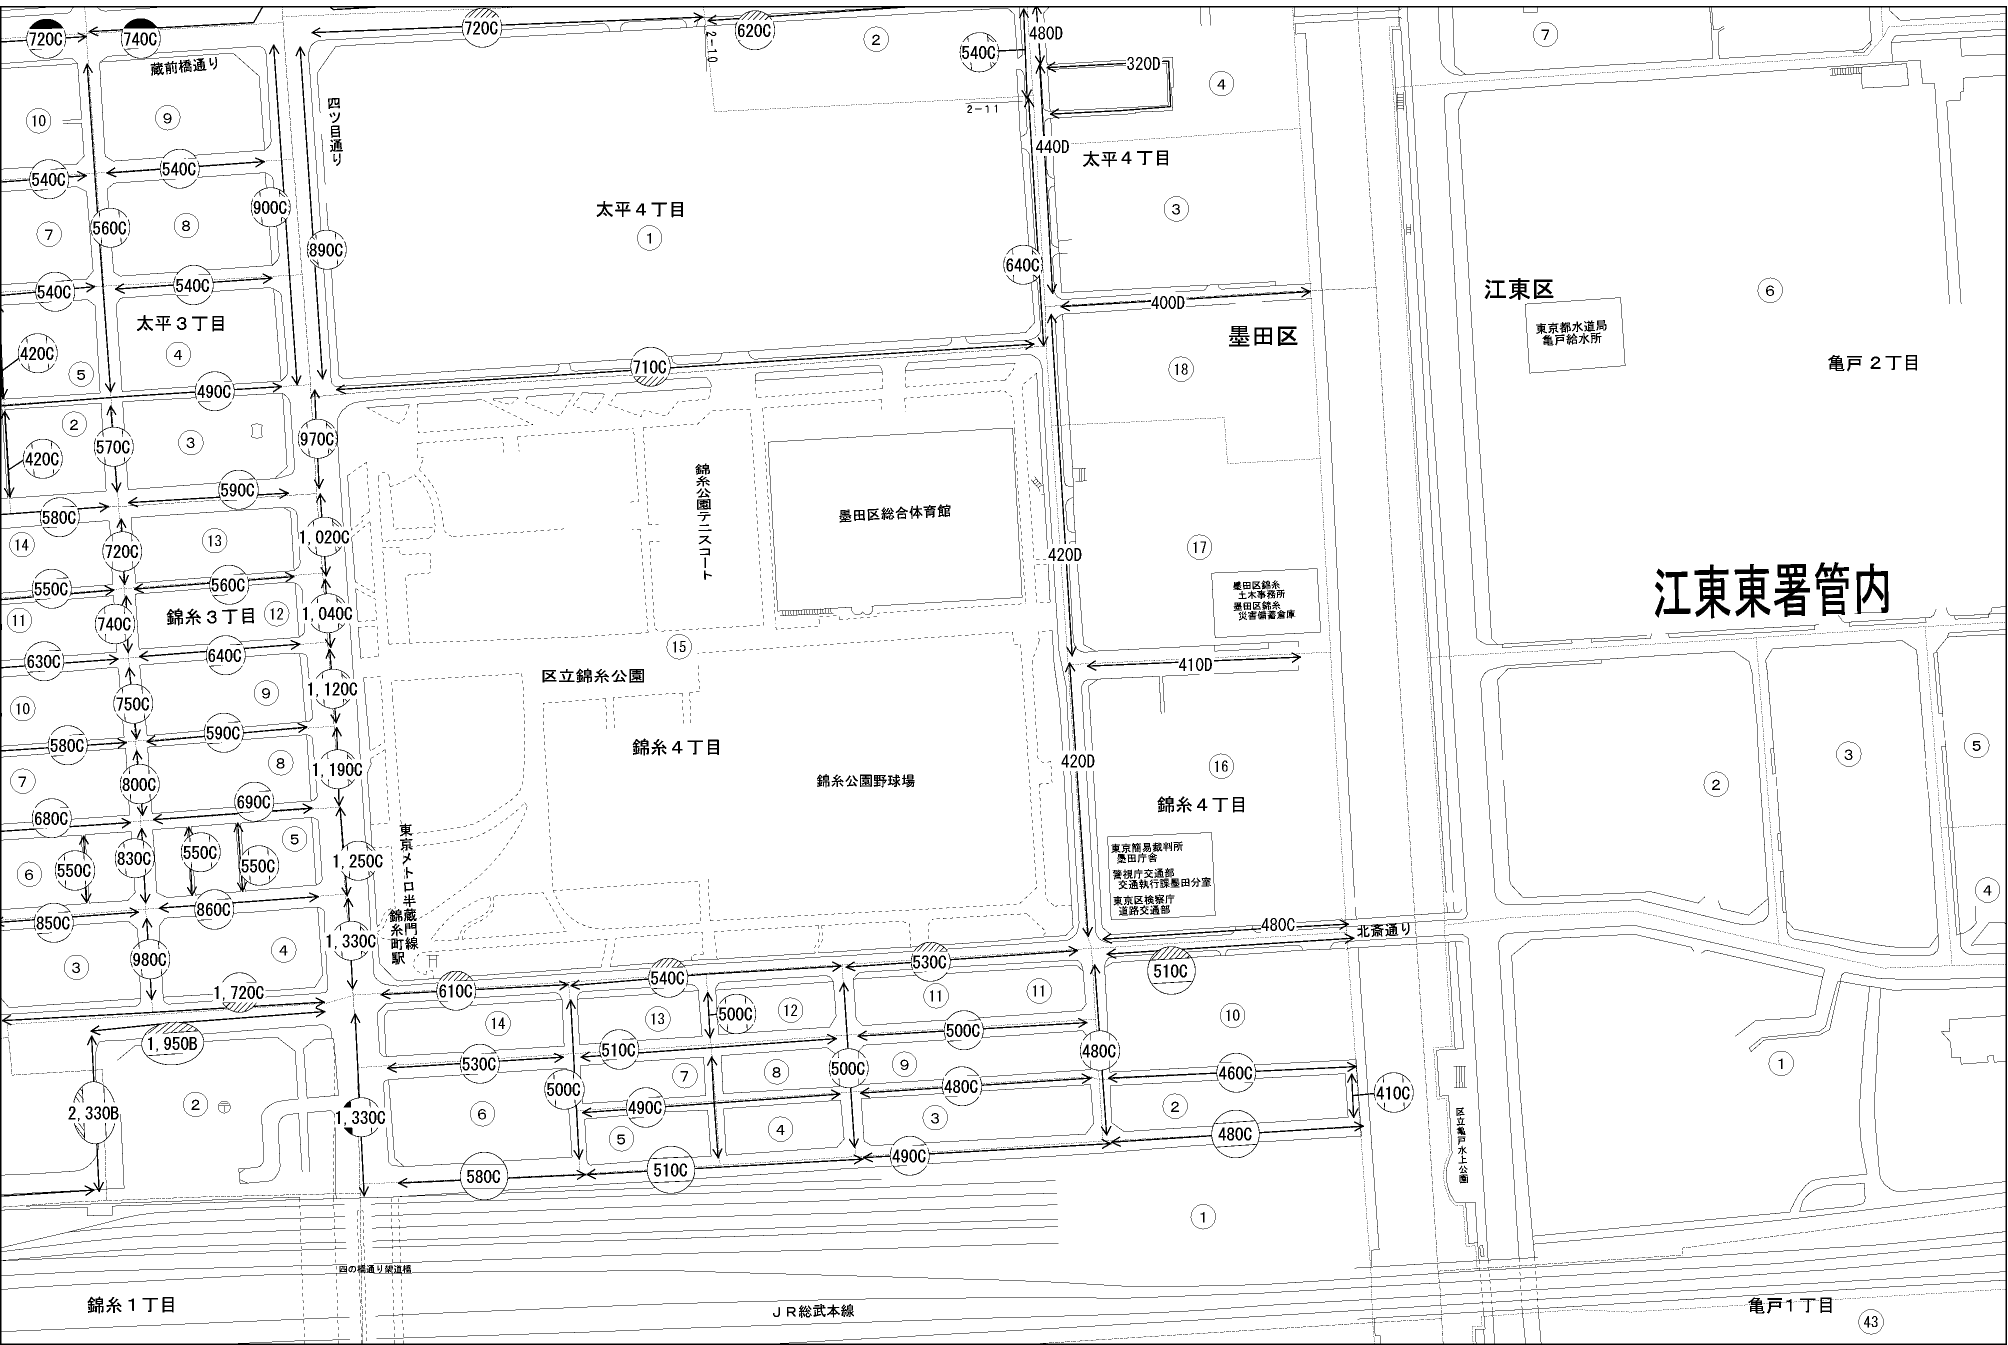 720C
740C
720C
620C
②
540C
480D
320D
④
⑦
蔵前橋通り
2-10
2-11
四ツ目通り
⑩
⑨
440D
太平4丁目
540C
540C
900C
太平4丁目
①
③
⑦
560C
⑧
890C
640C
江東区
⑥
540C
540C
400D
東京都水道局
亀戸給水所
太平3丁目
墨田区
420C
④
710C
⑱
亀戸2丁目
⑤
490C
②
③
570C
970C
420C
590C
錦糸公園テニスコート
墨田区総合体育館
580C
⑭
720C
⑬
1,020C
420D
⑰
江東東署管内
550C
560C
墨田区錦糸
土木事務所
墨田区錦糸
災害備蓄倉庫
⑪
740C
錦糸3丁目
⑫
1,040C
630C
640C
⑮
区立錦糸公園
410D
⑩
750C
⑨
1,120C
580C
590C
錦糸4丁目
420D
⑦
800C
⑧
1,190C
錦糸公園野球場
⑯
②
③
⑤
錦糸4丁目
680C
690C
東京メトロ半蔵門線
錦糸町駅
⑥
550C
830C
550C
⑤
550C
1,250C
東京簡易裁判所
墨田庁舎
警視庁交通部
交通執行課墨田分室
東京区検察庁
道路交通部
④
850C
860C
480C
北斎通り
③
980C
④
1,330C
530C
510C
1,720C
610C
540C
1,950B
⑭
⑬
500C
⑫
⑪
⑪
⑩
530C
510C
500C
480C
①
2,330B
②
1,330C
⑥
500C
⑦
⑧
500C
⑨
460C
490C
480C
②
410C
⑤
④
③
480C
区立亀戸水上公園
580C
510C
490C
①
四の橋通り架道橋
錦糸1丁目
JR総武本線
亀戸1丁目
㊸